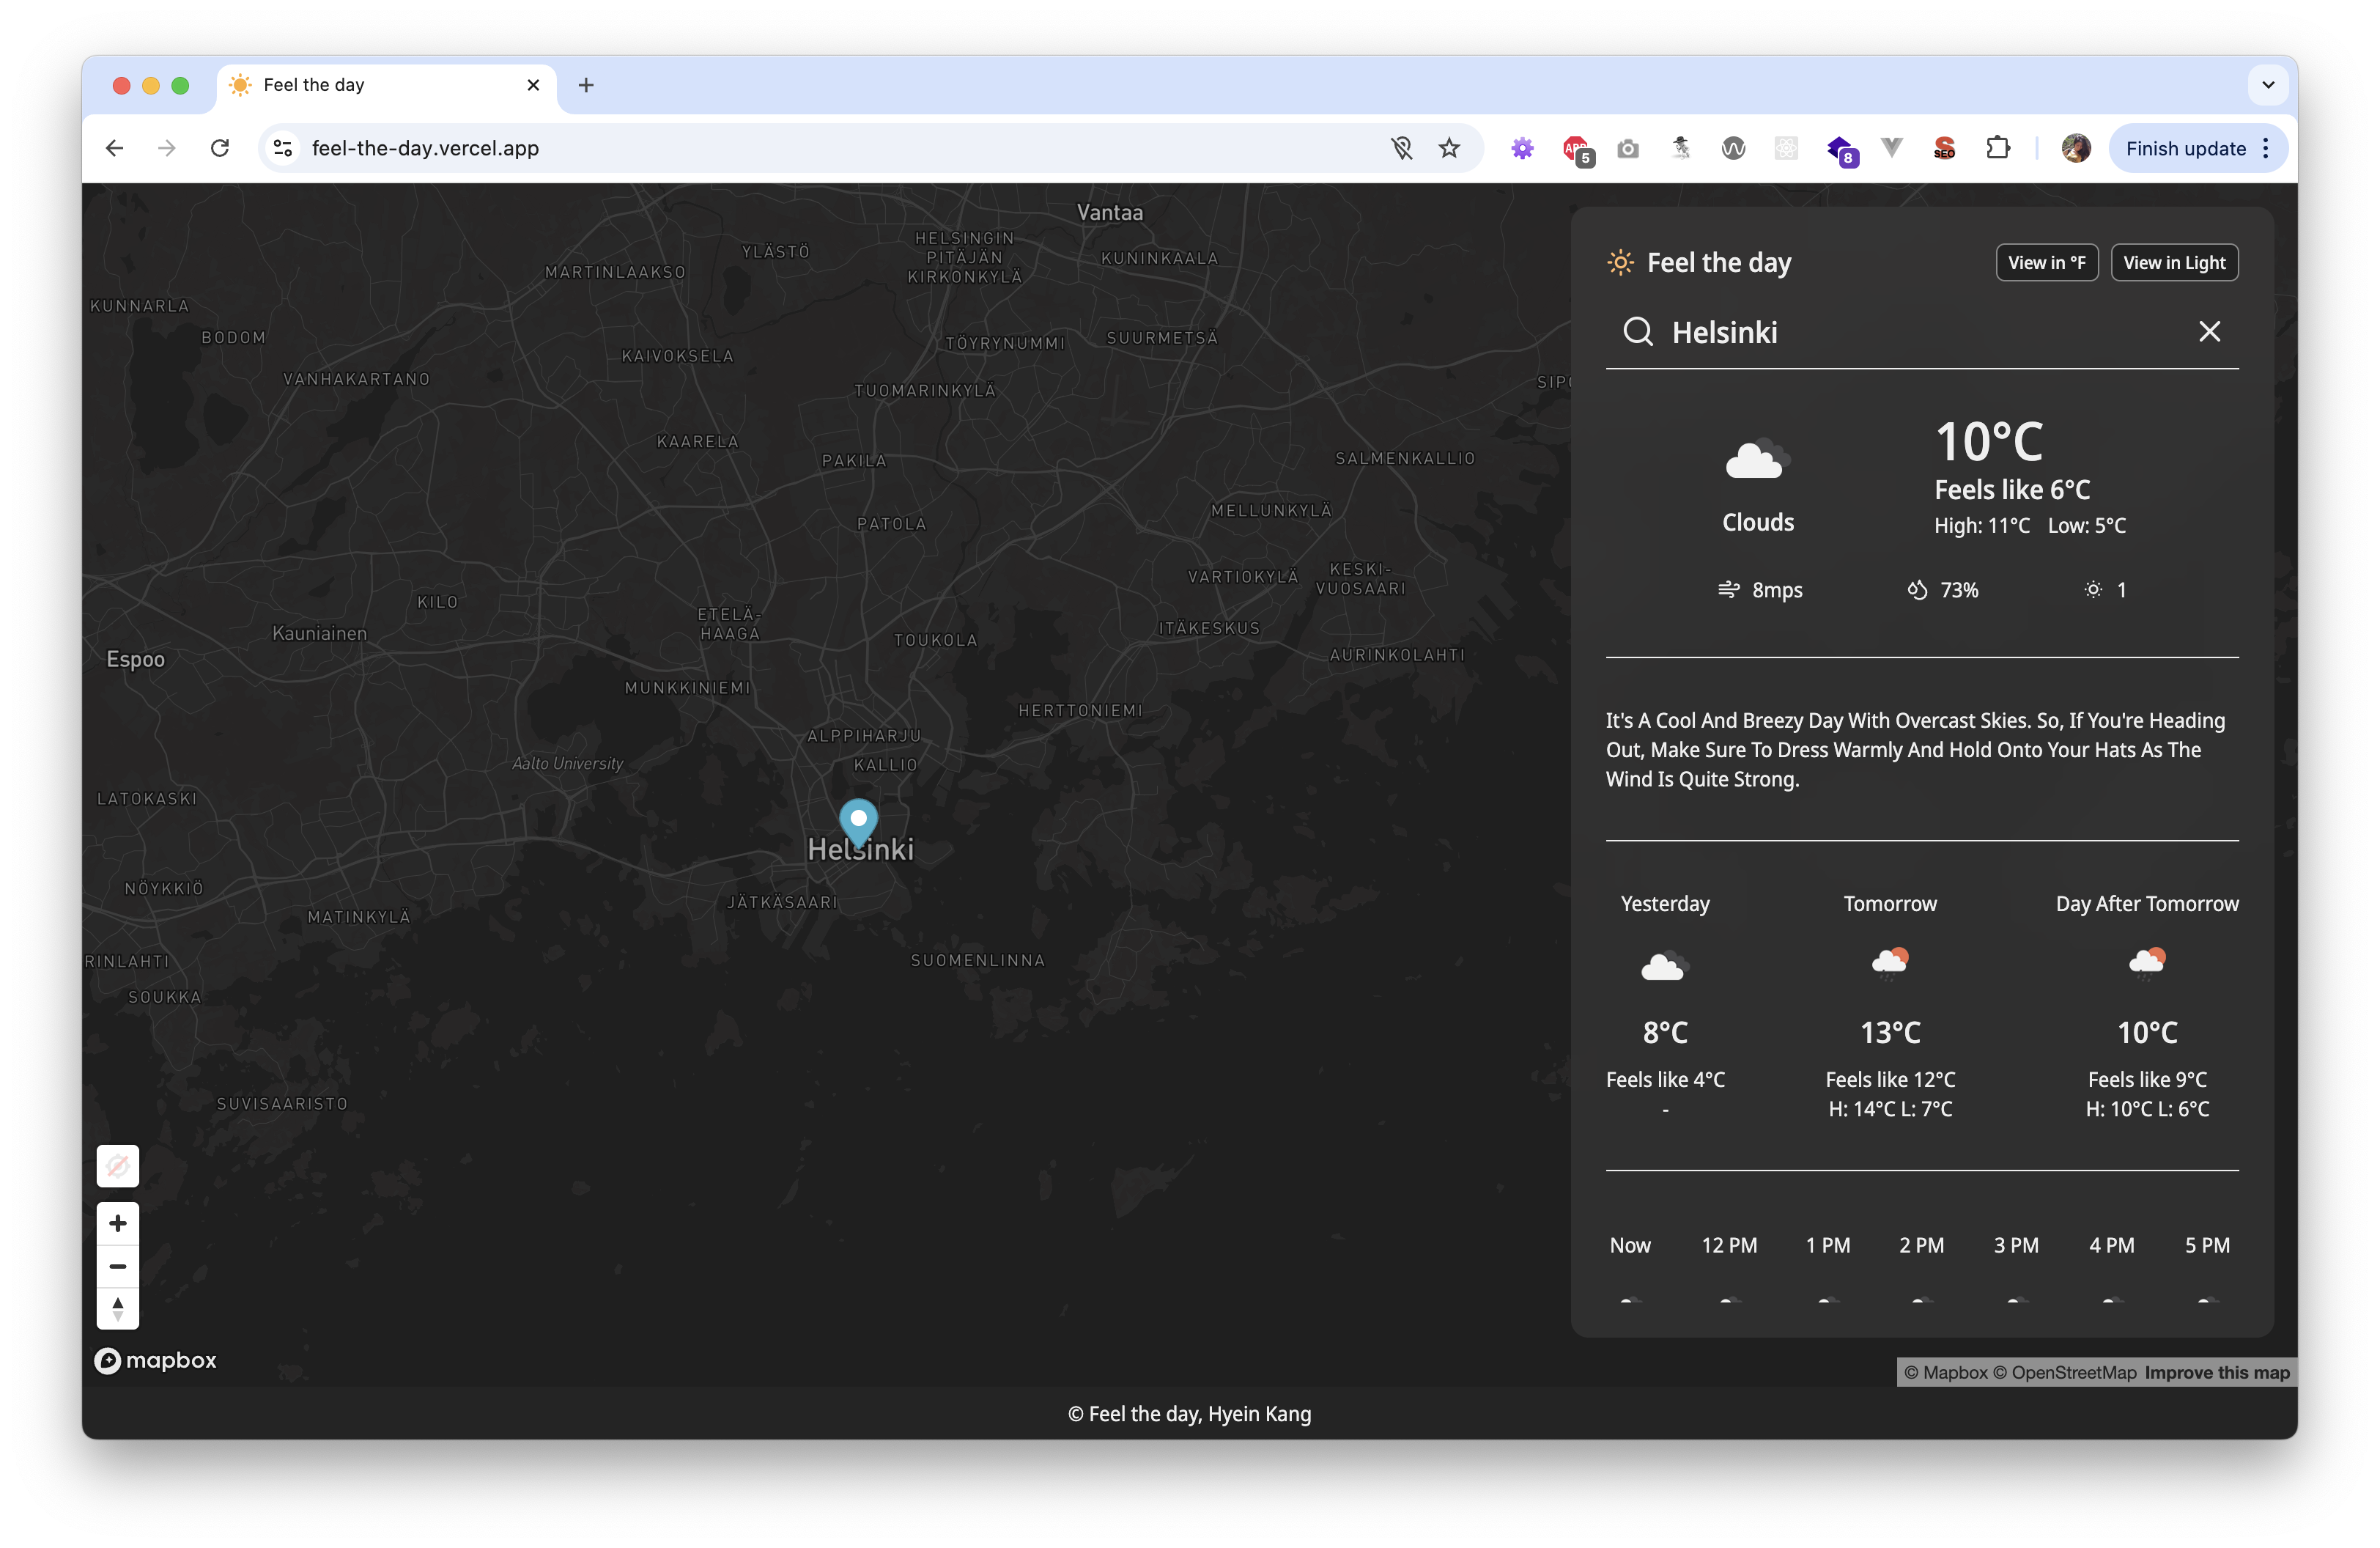 Feel the day
feel-the-day.vercel.app
ABP
5
8
SEO
Finish update
Vantaa
HELSINGIN
PITÄJÄN
KIRKONKYLÄ
YLÄSTÖ
KUNINKAALA
MARTINLAAKSO
KUNNARLA
BODOM
TÖYRYNUMMI
SUURMETSÄ
KAIVOKSELA
VANHAKARTANO
TUOMARINKYLÄ
SIPO
KAARELA
PAKILA
SALMENKALLIO
MELLUNKYLÄ
PATOLA
VARTIOKYLÄ
KESKI-
VUOSAARI
KILO
ETELÄ-
HAAGA
Kauniainen
TOUKOLA
ITÄKESKUS
Espoo
AURINKOLAHTI
MUNKKINIEMI
HERTTONIEMI
ALPPIHARJU
Aalto University
KALLIO
LATOKASKI
Helsinki
NÖYKKIÖ
JÄTKÄSAARI
MATINKYLÄ
RINLAHTI
SUOMENLINNA
SOUKKA
SUVISAARISTO
mapbox
Feel the day
View in °F
View in Light
Helsinki
Clouds
10°C
Feels like 6°C
High: 11°C Low: 5°C
8mps
73%
1
It's A Cool And Breezy Day With Overcast Skies. So, If You're Heading
Out, Make Sure To Dress Warmly And Hold Onto Your Hats As The
Wind Is Quite Strong.
Yesterday
8°C
Feels like 4°C
-
Tomorrow
13°C
Feels like 12°C
H: 14°C L: 7°C
Day After Tomorrow
10°C
Feels like 9°C
H: 10°C L: 6°C
Now 12 PM 1 PM 2 PM 3 PM 4 PM 5 PM
© Mapbox © OpenStreetMap Improve this map
© Feel the day, Hyein Kang